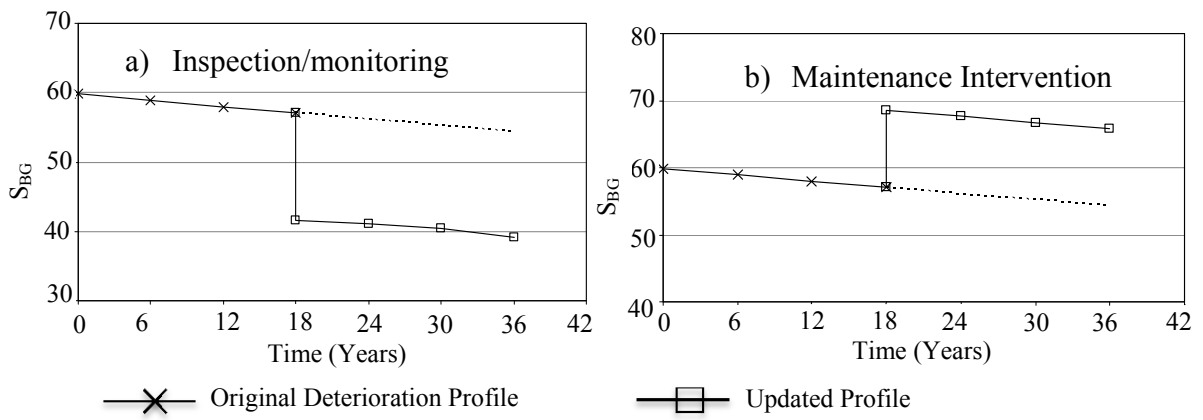 70
60
50
40
30
S_BG
a) Inspection/monitoring
0 6 12 18 24 30 36 42
Time (Years)
80
70
60
50
40
S_BG
b) Maintenance Intervention
0 6 12 18 24 30 36 42
Time (Years)
Original Deterioration Profile
Updated Profile